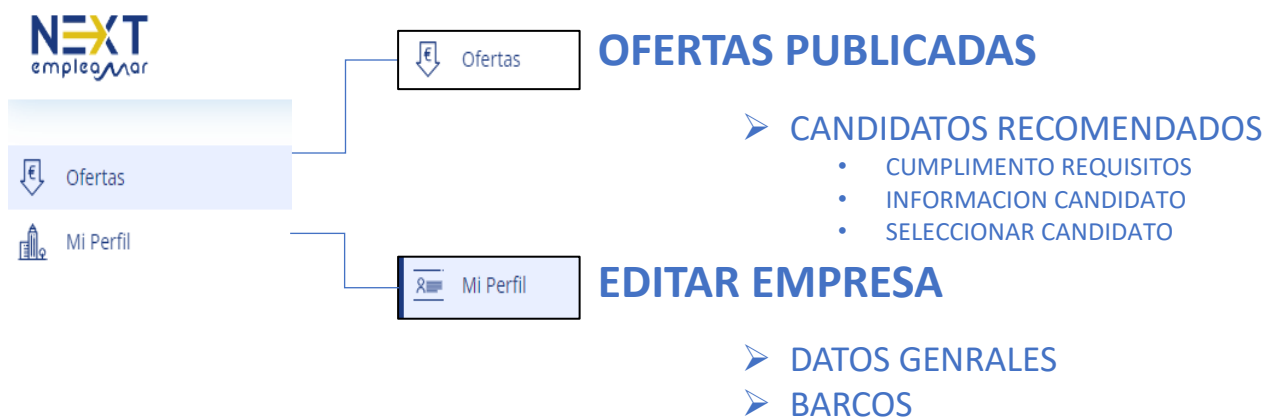 NEXT
empleamar
Ofertas
Mi Perfil
Ofertas
OFERTAS PUBLICADAS
CANDIDATOS RECOMENDADOS
CUMPLIMENTO REQUISITOS
INFORMACION CANDIDATO
SELECCIONAR CANDIDATO
Mi Perfil
EDITAR EMPRESA
DATOS GENRALES
BARCOS